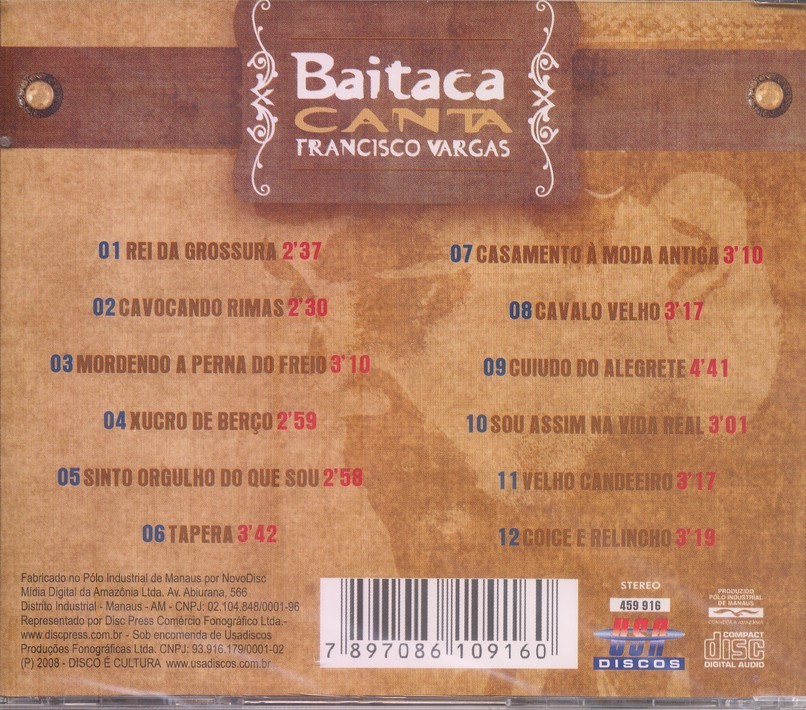 Baitaca
CANTA
FRANCISCO VARGAS
01 REI DA GROSSURA 2'37
02 CAVOCANDO RIMAS 2'30
03 MORDENDO A PERNA DO FREIO 3'10
04 XUCRO DE BERÇO 2'59
05 SINTO ORGULHO DO QUE SOU 2'58
06 TAPERA 3'42
07 CASAMENTO À MODA ANTIGA 3'10
08 CAVALO VELHO 3'17
09 CUIUDO DO ALEGRETE 4'41
10 SOU ASSIM NA VIDA REAL 3'01
11 VELHO CANDEEIRO 3'17
12 COICE E RELINCHO 3'19
Fabricado no Pólo Industrial de Manaus por NovoDisc
Mídia Digital da Amazônia Ltda. Av. Abiurana, 566
Distrito Industrial - Manaus - AM - CNPJ: 02.104.848/0001-96
Representado por Disc Press Comércio Fonográfico Ltda.-
www.discpress.com.br - Sob encomenda de Usadiscos
Produções Fonográficas Ltda. CNPJ: 93.916.179/0001-02
(P) 2008 - DISCO É CULTURA www.usadiscos.com.br
7 897086 109160
STEREO
459 916
USA
DISCOS
PRODUZIDO
PÓLO INDUSTRIAL
DE MANAUS
COMPACT
disc
DIGITAL AUDIO